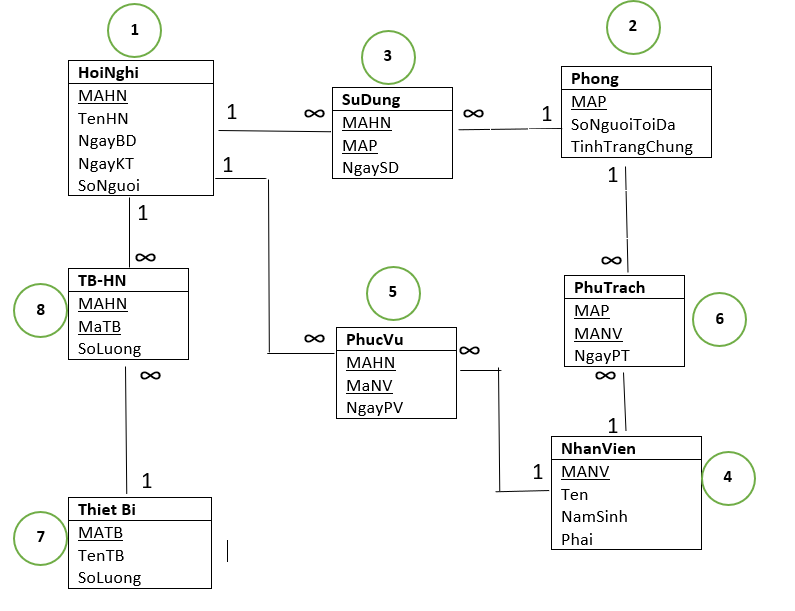 1
HoiNghi
MAHN
TenHN
NgayBD
NgayKT
SoNguoi
3
SuDung
MAHN
MAP
NgaySD
2
Phong
MAP
SoNguoiToiDa
TinhTrangChung
1
∞
∞
1
1
1
∞
1
∞
8
TB-HN
MAHN
MaTB
SoLuong
∞
1
5
PhucVu
MAHN
MaNV
NgayPV
∞
∞
1
PhuTrach
MAP
MANV
NgayPT
6
∞
1
NhanVien
MANV
Ten
NamSinh
Phai
4
7
Thiet Bi
MATB
TenTB
SoLuong